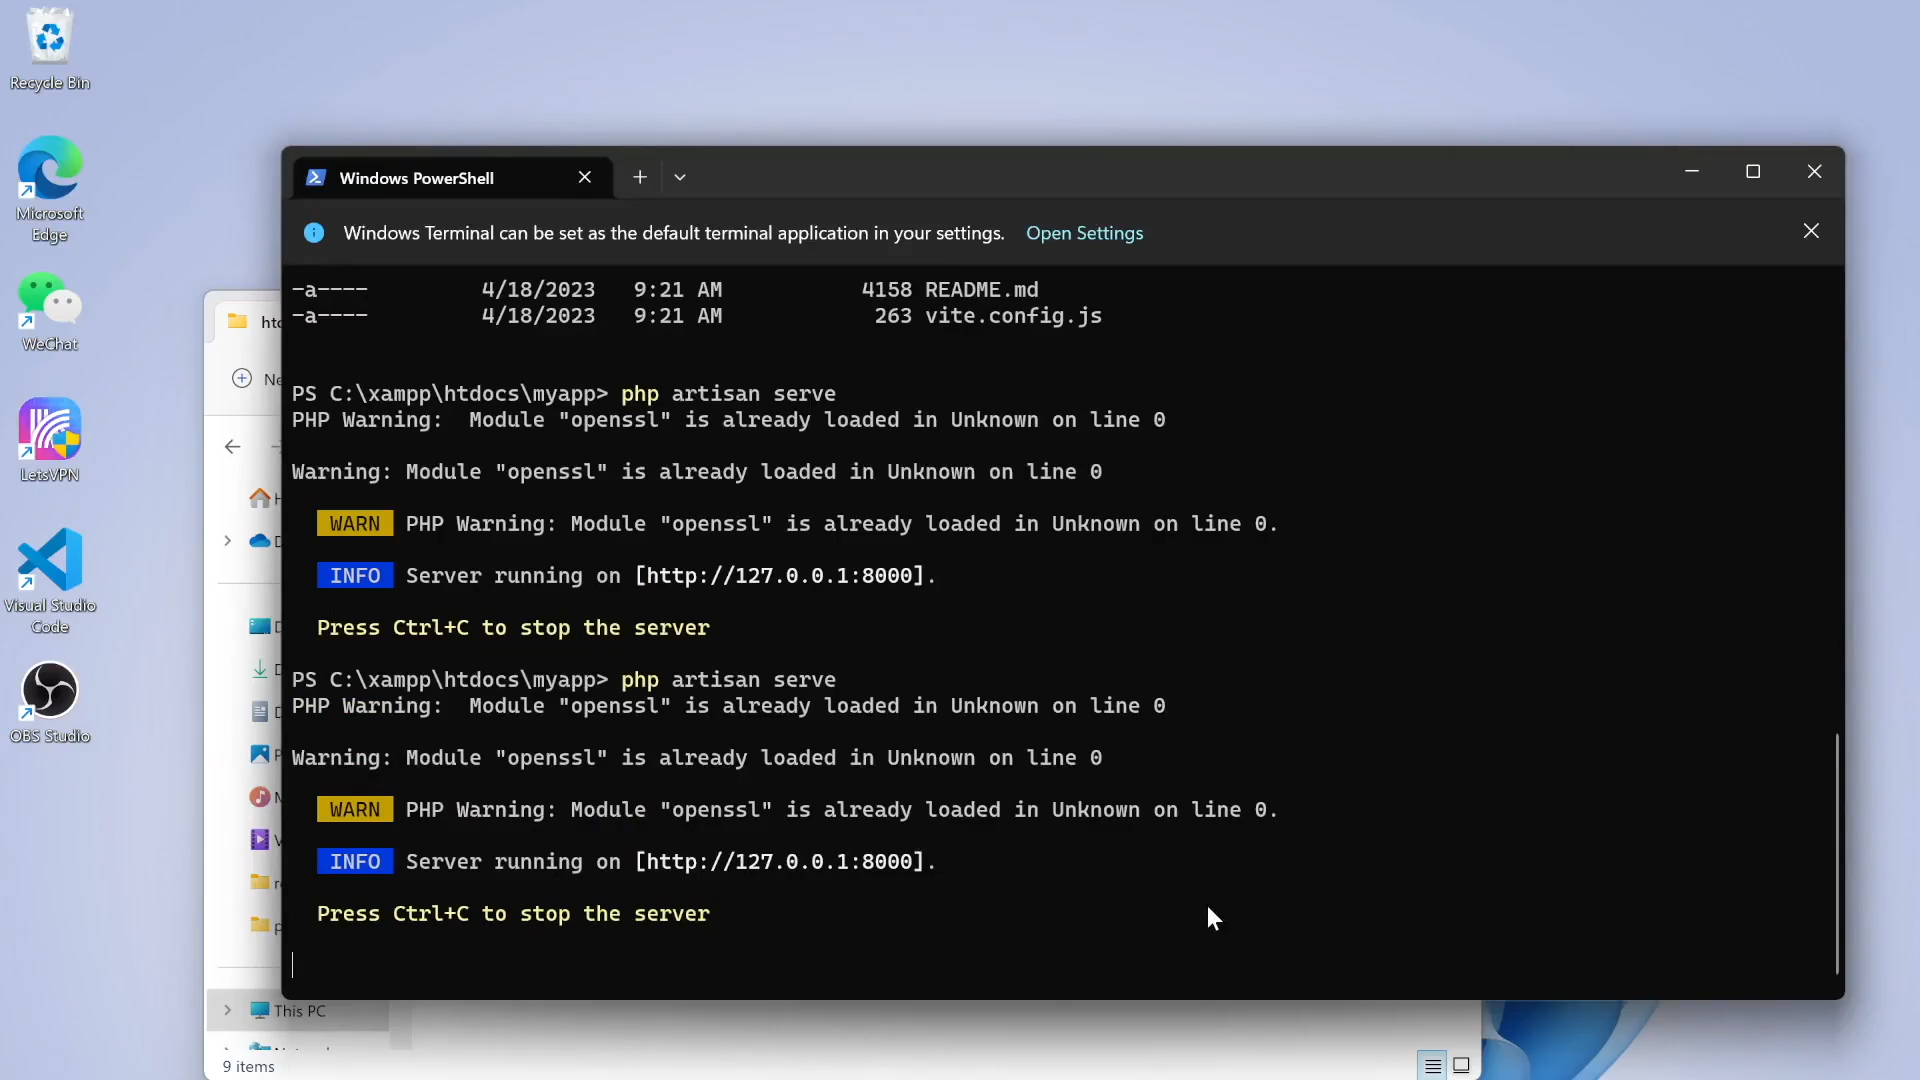 Recycle Bin
Microsoft
Edge
WeChat
LetsVPN
Visual Studio
Code
OBS Studio
Windows PowerShell
Windows Terminal can be set as the default terminal application in your settings. Open Settings
-a---- 4/18/2023 9:21 AM 4158 README.md
-a---- 4/18/2023 9:21 AM 263 vite.config.js
PS C:\xampp\htdocs\myapp> php artisan serve
PHP Warning:  Module "openssl" is already loaded in Unknown on line 0
Warning: Module "openssl" is already loaded in Unknown on line 0
WARN PHP Warning: Module "openssl" is already loaded in Unknown on line 0.
INFO Server running on [http://127.0.0.1:8000].
Press Ctrl+C to stop the server
PS C:\xampp\htdocs\myapp> php artisan serve
PHP Warning:  Module "openssl" is already loaded in Unknown on line 0
Warning: Module "openssl" is already loaded in Unknown on line 0
WARN PHP Warning: Module "openssl" is already loaded in Unknown on line 0.
INFO Server running on [http://127.0.0.1:8000].
Press Ctrl+C to stop the server
This PC
9 items